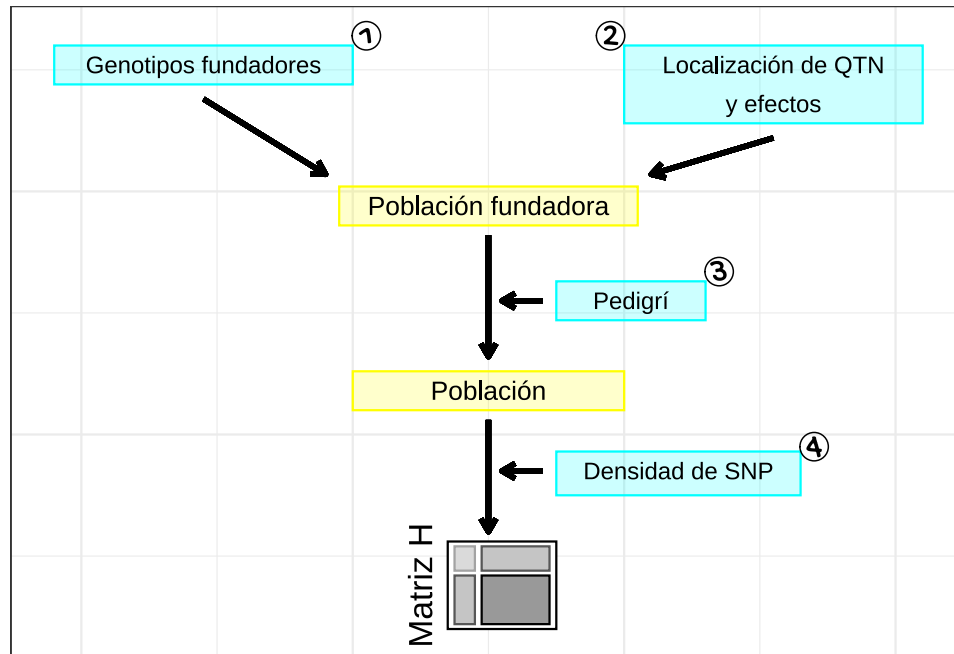 ①
Genotipos fundadores
②
Localización de QTN
y efectos
Población fundadora
③
Pedigrí
Población
④
Densidad de SNP
Matriz H